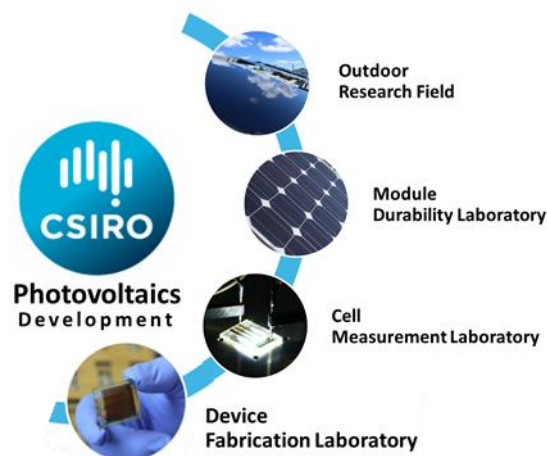 Outdoor
Research Field
Module
Durability Laboratory
CSIRO
Photovoltaics
Development
Cell
Measurement Laboratory
Device
Fabrication Laboratory